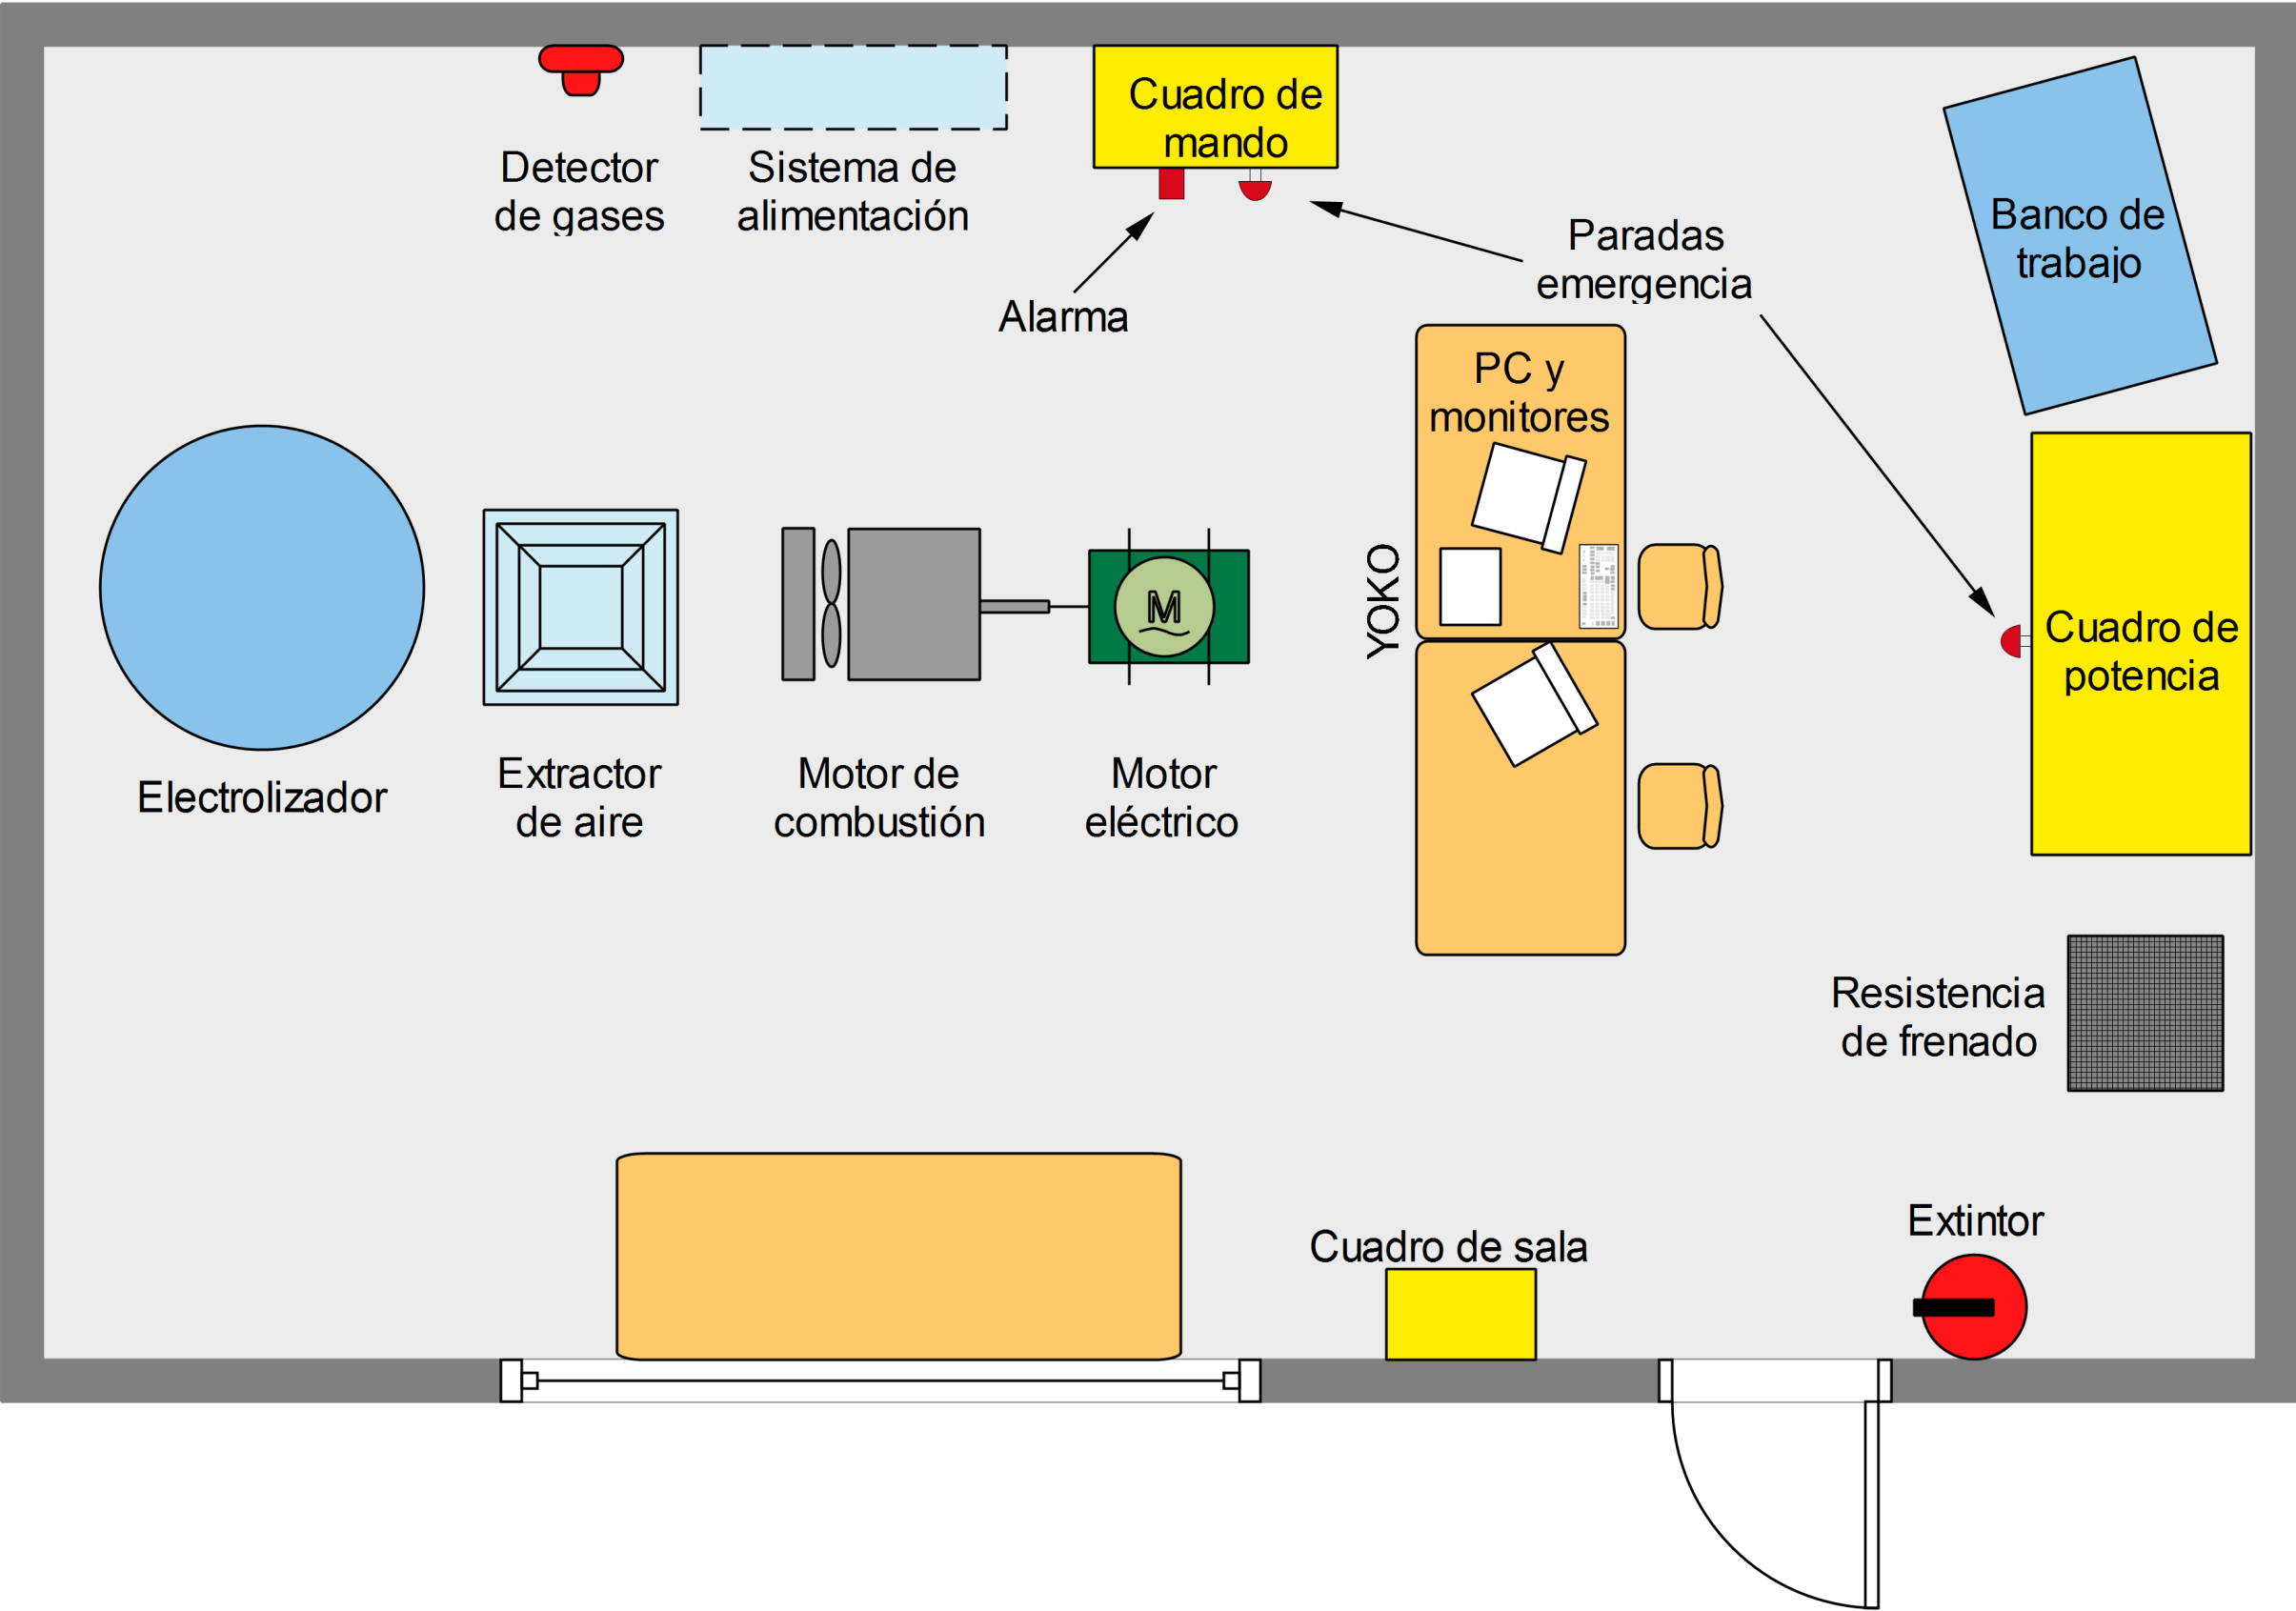 Cuadro de
mando
Detector
de gases
Sistema de
alimentación
Alarma
Paradas
emergencia
Banco de
trabajo
PC y
monitores
YOKO
M
Cuadro de
potencia
Electrolizador
Extractor
de aire
Motor de
combustión
Motor
eléctrico
Resistencia
de frenado
Cuadro de sala
Extintor